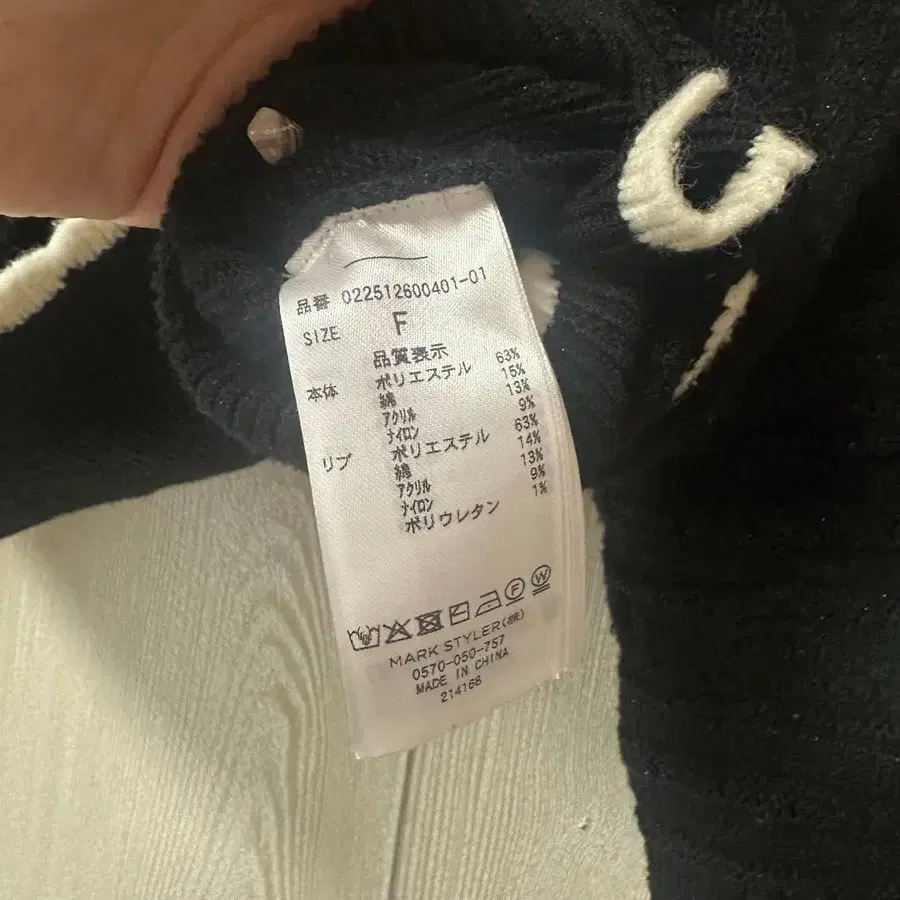 品番 022512600401-01
SIZE F
品質表示
本体 ポリエステル 63%
綿 15%
アクリル 13%
ナイロン 9%
リブ ポリエステル 63%
綿 14%
アクリル 13%
ナイロン 9%
ポリウレタン 1%
F W
MARK STYLER(株)
0570-050-757
MADE IN CHINA
214166